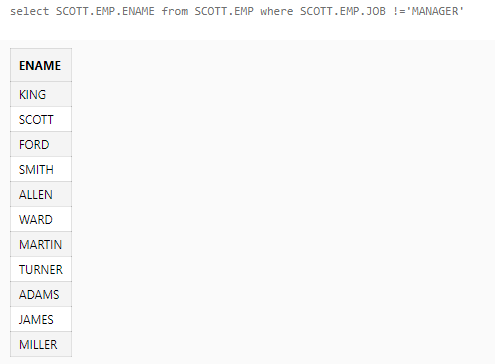 select SCOTT.EMP.ENAME from SCOTT.EMP where SCOTT.EMP.JOB !='MANAGER'
ENAME
KING
SCOTT
FORD
SMITH
ALLEN
WARD
MARTIN
TURNER
ADAMS
JAMES
MILLER